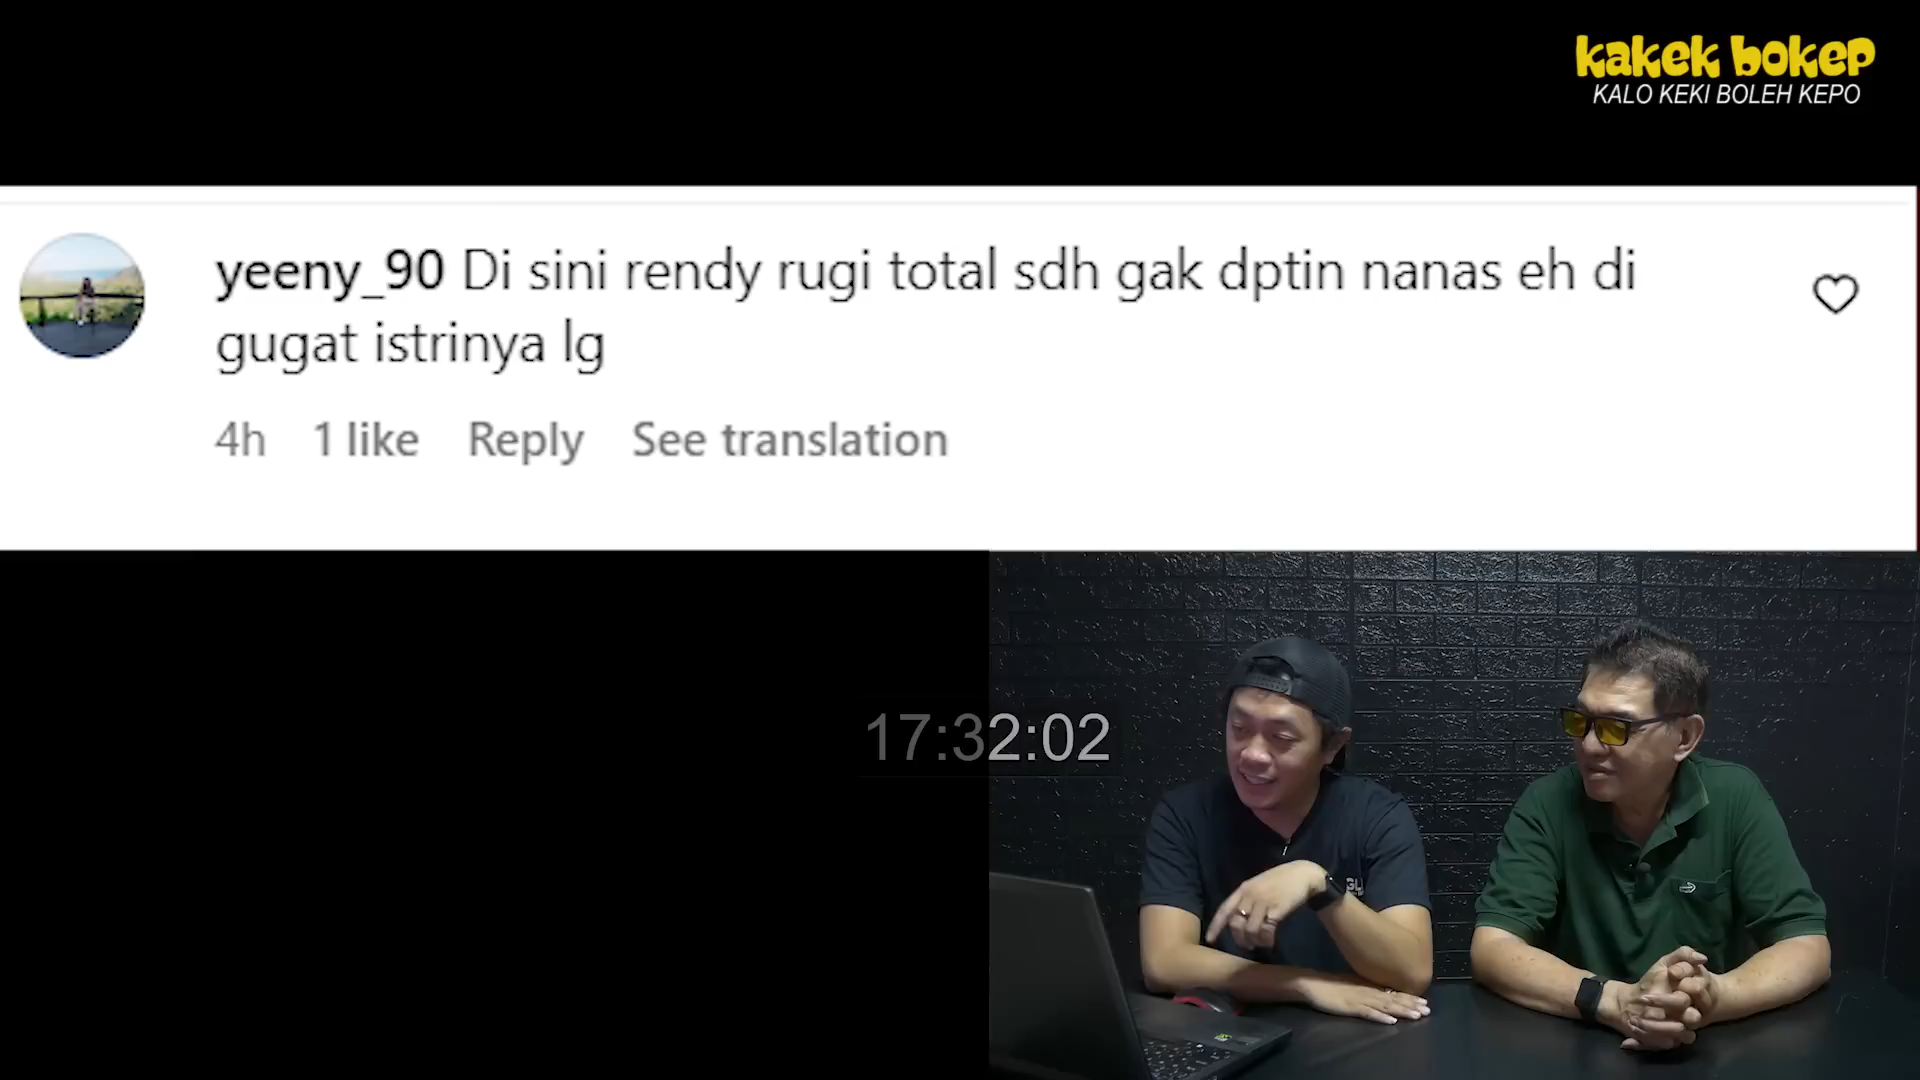 kakek bokep
KALO KEKI BOLEH KEPO
yeeny_90 Di sini rendy rugi total sdh gak dptin nanas eh di
gugat istrinya lg
4h 1 like Reply See translation
17:32:02